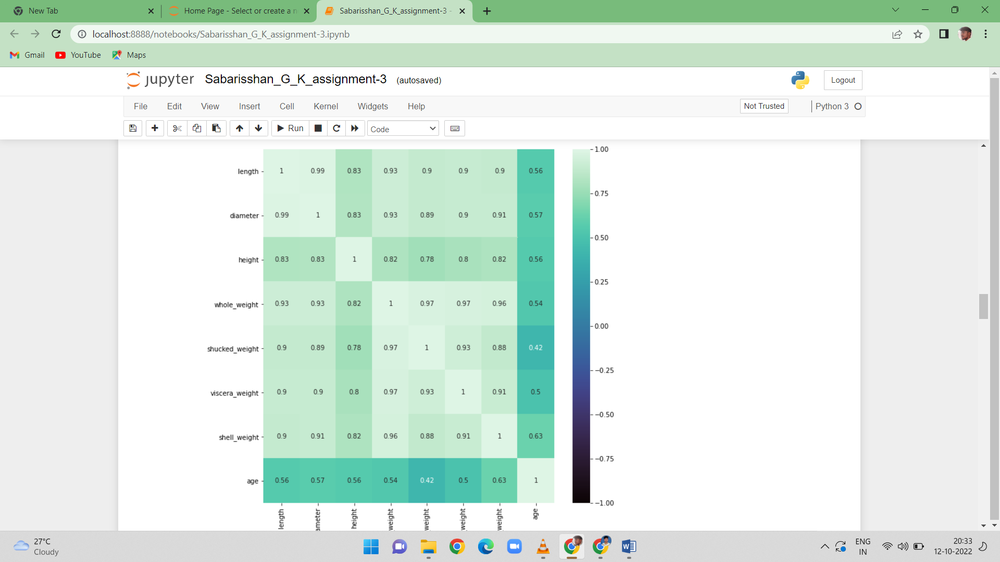 New Tab
Home Page - Select or create a n
Sabarisshan_G_K_assignment-3 -
localhost:8888/notebooks/Sabarisshan_G_K_assignment-3.ipynb
Gmail YouTube Maps
jupyter Sabarisshan_G_K_assignment-3 (autosaved)
Logout
File Edit View Insert Cell Kernel Widgets Help
Not Trusted
Python 3
Run
Code
length 1 0.99 0.83 0.93 0.9 0.9 0.9 0.56
diameter 0.99 1 0.83 0.93 0.89 0.9 0.91 0.57
height 0.83 0.83 1 0.82 0.78 0.8 0.82 0.56
whole_weight 0.93 0.93 0.82 1 0.97 0.97 0.96 0.54
shucked_weight 0.9 0.89 0.78 0.97 1 0.93 0.88 0.42
viscera_weight 0.9 0.9 0.8 0.97 0.93 1 0.91 0.5
shell_weight 0.9 0.91 0.82 0.96 0.88 0.91 1 0.63
age 0.56 0.57 0.56 0.54 0.42 0.5 0.63 1
length
ameter
height
weight
weight
_weight
weight
age
1.00
0.75
0.50
0.25
0.00
−0.25
−0.50
−0.75
−1.00
27°C
Cloudy
ENG
IN
20:33
12-10-2022